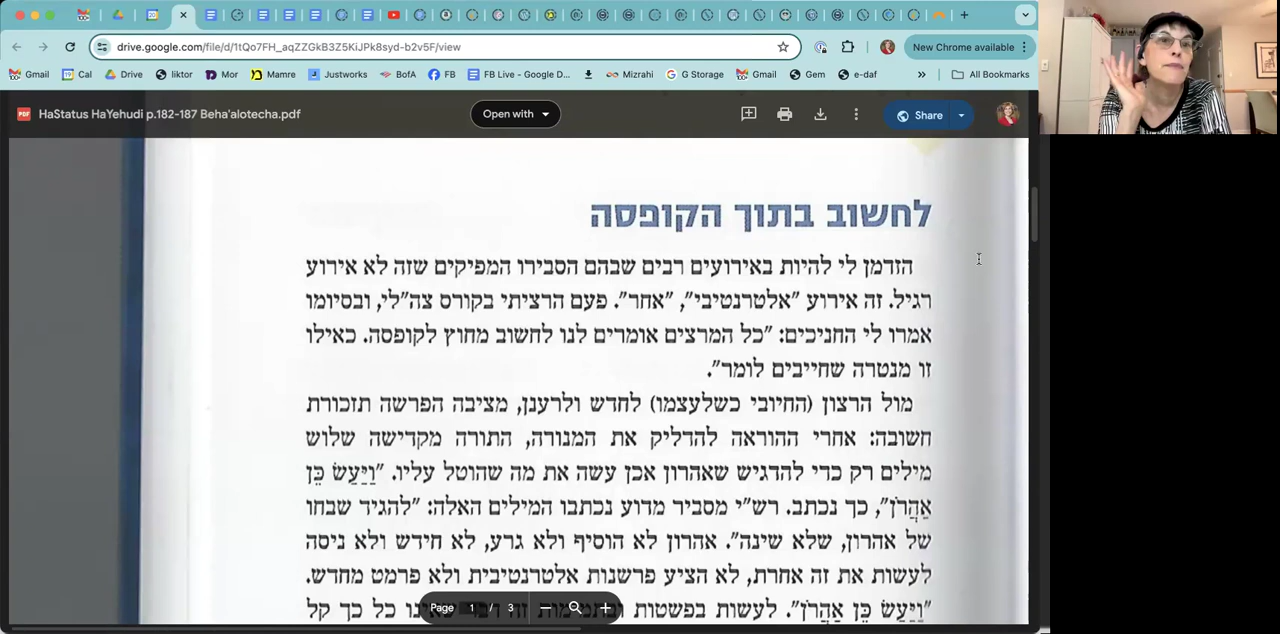 drive.google.com/file/d/1tQo7FH_aqZZGkB3Z5KiJPk8syd-b2v5F/view
New Chrome available
Gmail
Cal
Drive
liktor
Mor
Mamre
Justworks
BofA
FB
FB Live - Google D...
Mizrahi
G Storage
Gmail
Gem
e-daf
»
All Bookmarks
PDF
HaStatus HaYehudi p.182-187 Beha'alotecha.pdf
Open with
Share
לחשוב בתוך הקופסה
הזדמן לי להיות באירועים רבים שבהם הסבירו המפיקים שזה לא אירוע
רגיל. זה אירוע "אלטרנטיבי", "אחר". פעם הרציתי בקורס צה"לי, ובסיומו
אמרו לי החניכים: "כל המרצים אומרים לנו לחשוב מחוץ לקופסה. כאילו
זו מנטרה שחייבים לומר".
מול הרצון (החיובי כשלעצמו) לחדש ולרענן, מציבה הפרשה תזכורת
חשובה: אחרי ההוראה להדליק את המנורה, התורה מקדישה שלוש
מילים רק כדי להדגיש שאהרון אכן עשה את מה שהוטל עליו. "וַיַּעַשׂ כֵּן
אַהֲרֹן", כך נכתב. רש"י מסביר מדוע נכתבו המילים האלה: "להגיד שבחו
של אהרון, שלא שינה". אהרון לא הוסיף ולא גרע, לא חידש ולא ניסה
לעשות את זה אחרת, לא הציע פרשנות אלטרנטיבית ולא פרמט מחדש.
"וַיַּעַשׂ כֵּן אַהֲרֹן". לעשות בפשטות כל כך קל
Page 1 / 3